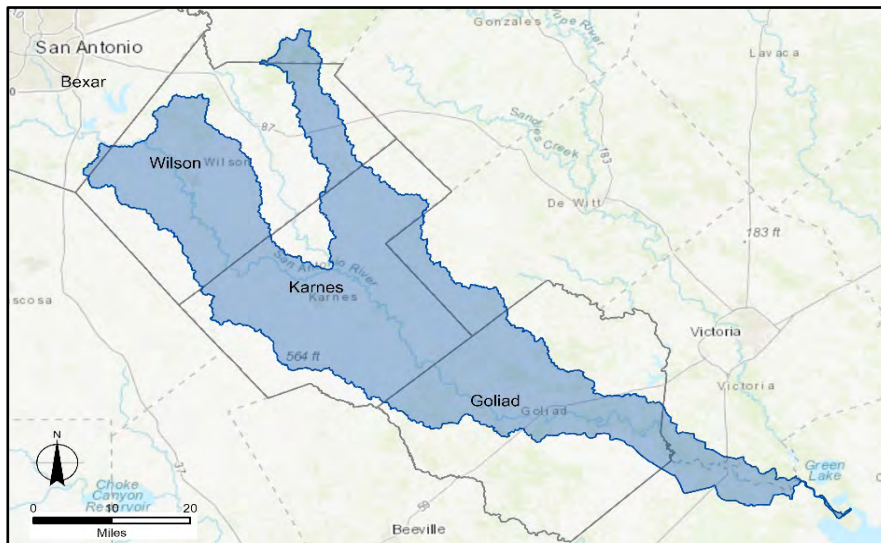 Gonzales
San Antonio
Lavaca
Bexar
87
Sandies
Creek
183
Wilson
Wilson
De Witt
183 ft
San Antonio
River
Karnes
Karnes
Victoria
564 ft
Goliad
Goliad
Victoria
N
37
Choke
Canyon
Reservoir
Green
Lake
0 10 20
Miles
Beeville